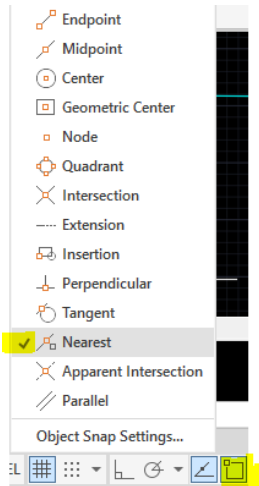 Endpoint
Midpoint
Center
Geometric Center
Node
Quadrant
Intersection
Extension
Insertion
Perpendicular
Tangent
Nearest
Apparent Intersection
Parallel
Object Snap Settings...